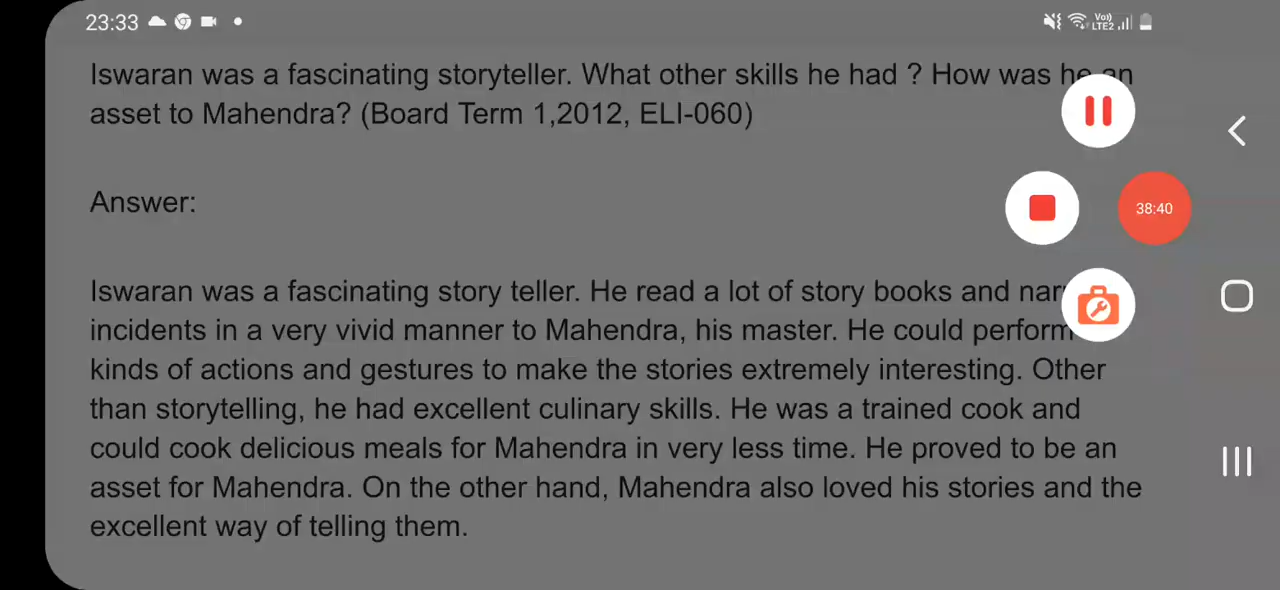 23:33
Vo))
LTE2
Iswaran was a fascinating storyteller. What other skills he had ? How was he an
asset to Mahendra? (Board Term 1,2012, ELI-060)
Answer:
38:40
Iswaran was a fascinating story teller. He read a lot of story books and
incidents in a very vivid manner to Mahendra, his master. He could perform
kinds of actions and gestures to make the stories extremely interesting. Other
than storytelling, he had excellent culinary skills. He was a trained cook and
could cook delicious meals for Mahendra in very less time. He proved to be an
asset for Mahendra. On the other hand, Mahendra also loved his stories and the
excellent way of telling them.